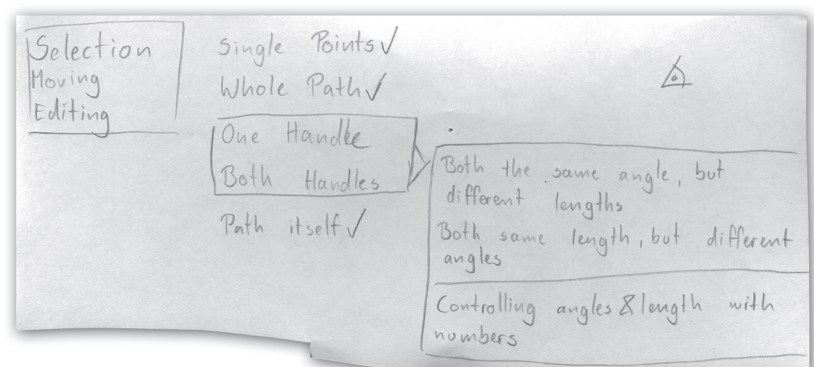 Selection
Moving
Editing
Single Points✓
Whole Path✓
One Handle
Both Handles
Path itself✓
Both the same angle, but
different lengths
Both same length, but different
angles
Controlling angles & length with
numbers